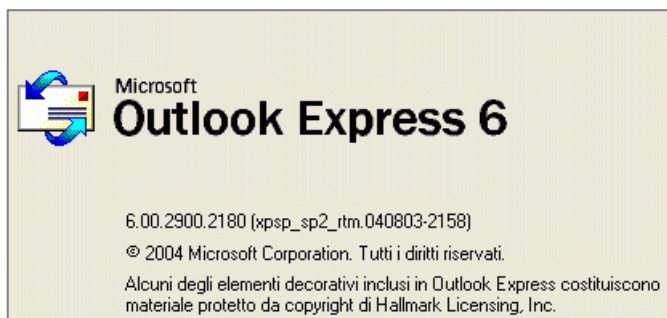 Microsoft
Outlook Express 6
6.00.2900.2180 (xpsp_sp2_rtm.040803-2158)
© 2004 Microsoft Corporation. Tutti i diritti riservati.
Alcuni degli elementi decorativi inclusi in Outlook Express costituiscono
materiale protetto da copyright di Hallmark Licensing, Inc.